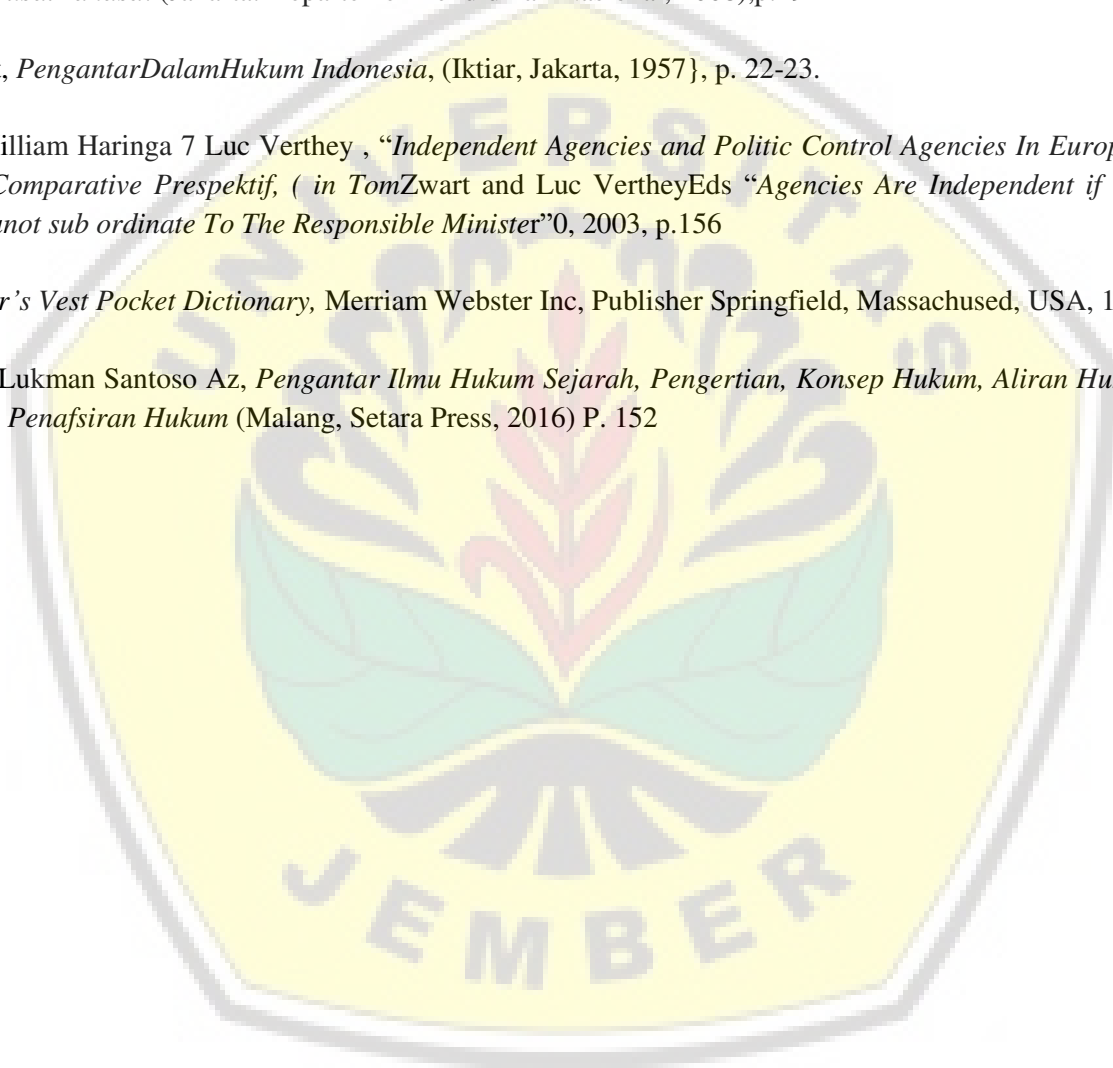 , PengantarDalamHukum Indonesia, (Iktiar, Jakarta, 1957}, p. 22-23.
illiam Haringa 7 Luc Verthey , “Independent Agencies and Politic Control Agencies In Europ
Comparative Prespektif, ( in TomZwart and Luc VertheyEds “Agencies Are Independent if
not sub ordinate To The Responsible Minister”0, 2003, p.156
r’s Vest Pocket Dictionary, Merriam Webster Inc, Publisher Springfield, Massachused, USA, 1
Lukman Santoso Az, Pengantar Ilmu Hukum Sejarah, Pengertian, Konsep Hukum, Aliran Hu
Penafsiran Hukum (Malang, Setara Press, 2016) P. 152
UNIVERSITAS
JEMBER